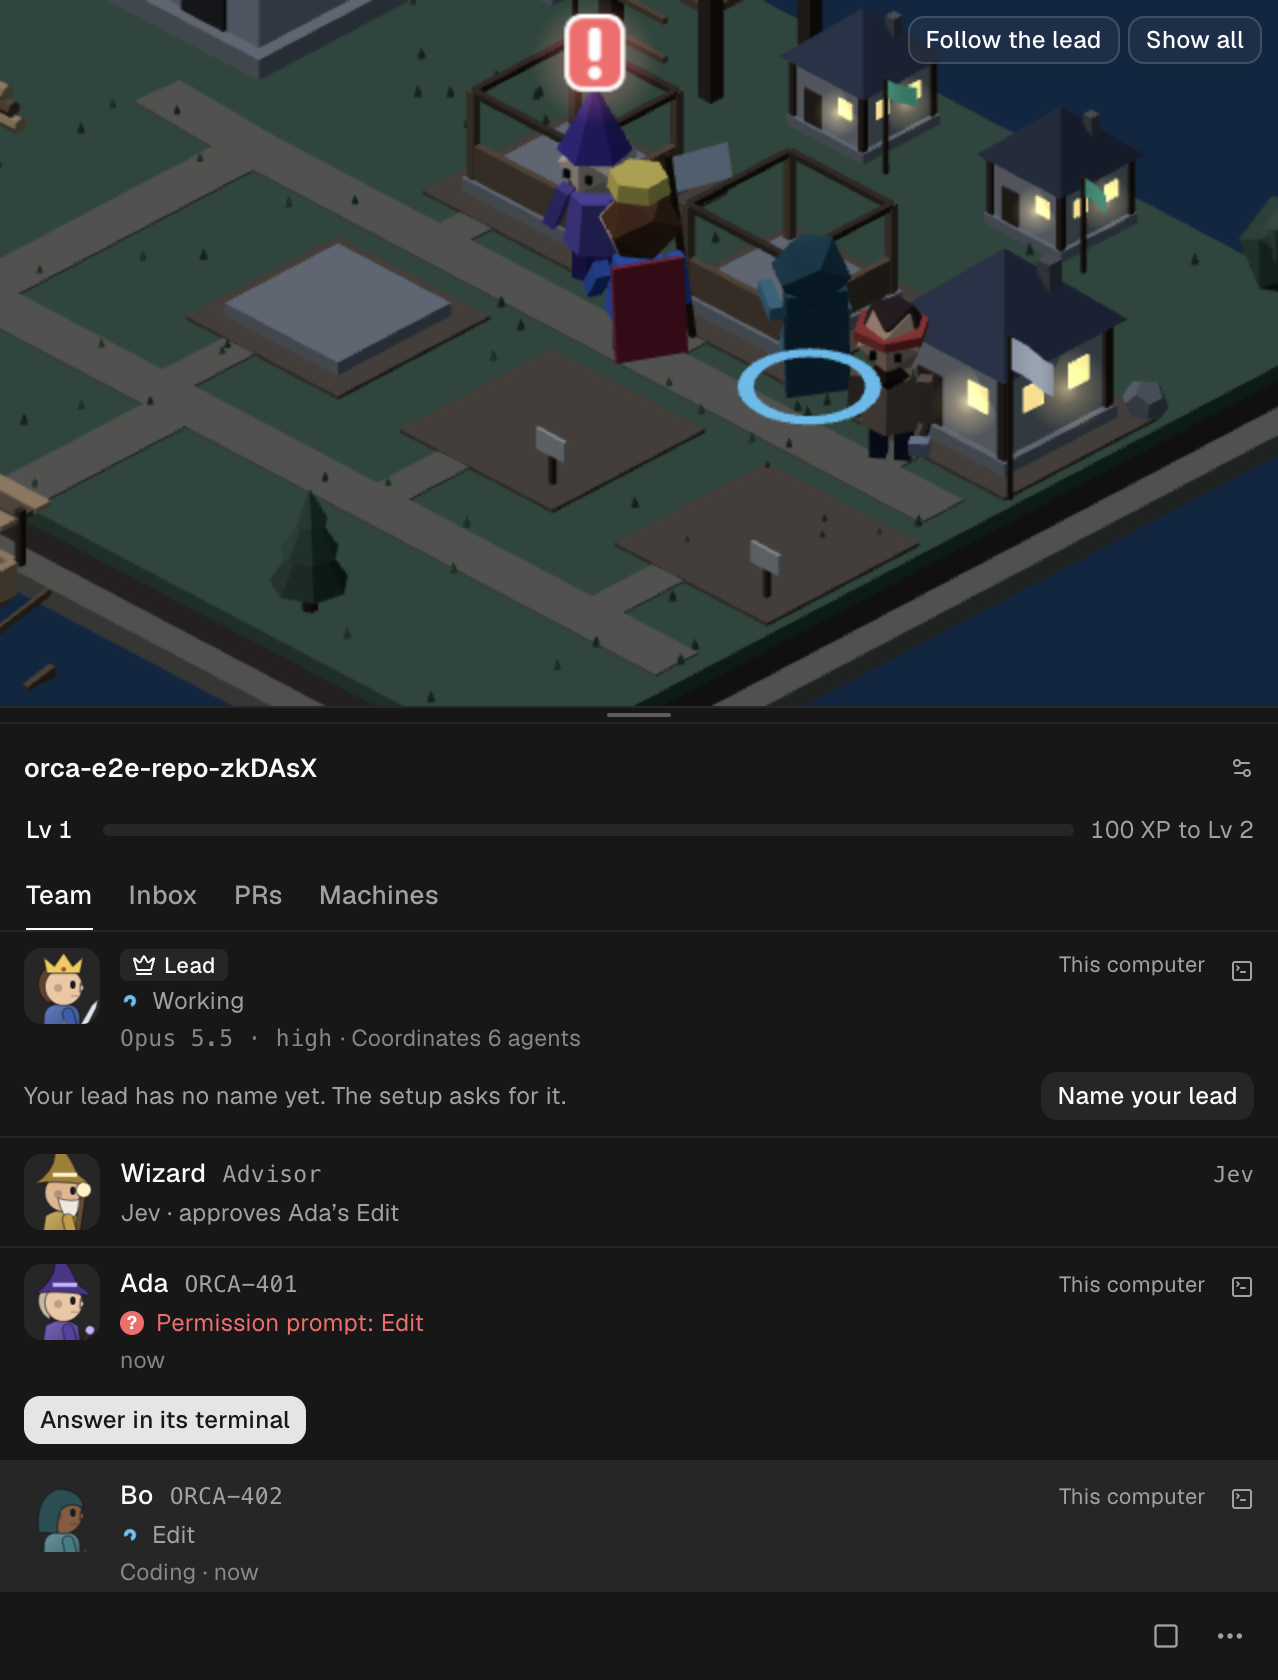 Follow the lead
Show all
orca-e2e-repo-zkDAsX
Lv 1
100 XP to Lv 2
Team
Inbox
PRs
Machines
Lead
This computer
Working
Opus 5.5 · high · Coordinates 6 agents
Your lead has no name yet. The setup asks for it.
Name your lead
Wizard Advisor
Jev
Jev · approves Ada’s Edit
Ada ORCA-401
This computer
Permission prompt: Edit
now
Answer in its terminal
Bo ORCA-402
This computer
Edit
Coding · now